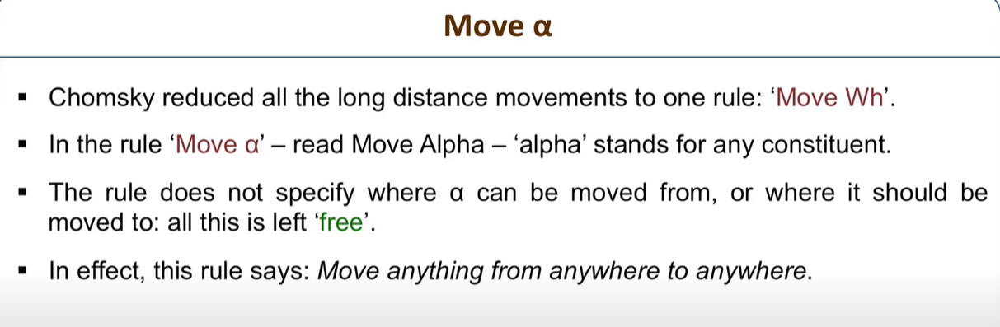 Move α
▪ Chomsky reduced all the long distance movements to one rule: ‘Move Wh’.
▪ In the rule ‘Move α’ – read Move Alpha – ‘alpha’ stands for any constituent.
▪ The rule does not specify where α can be moved from, or where it should be
moved to: all this is left ‘free’.
▪ In effect, this rule says: Move anything from anywhere to anywhere.